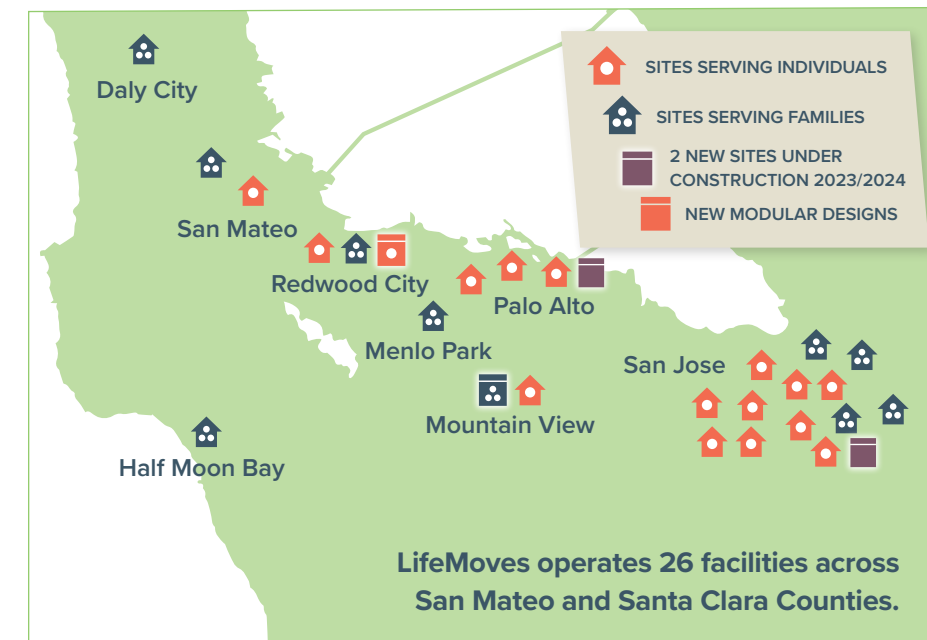 SITES SERVING INDIVIDUALS
SITES SERVING FAMILIES
2 NEW SITES UNDER
CONSTRUCTION 2023/2024
NEW MODULAR DESIGNS
Daly City
San Mateo
Redwood City
Palo Alto
Menlo Park
San Jose
Mountain View
Half Moon Bay
LifeMoves operates 26 facilities across
San Mateo and Santa Clara Counties.